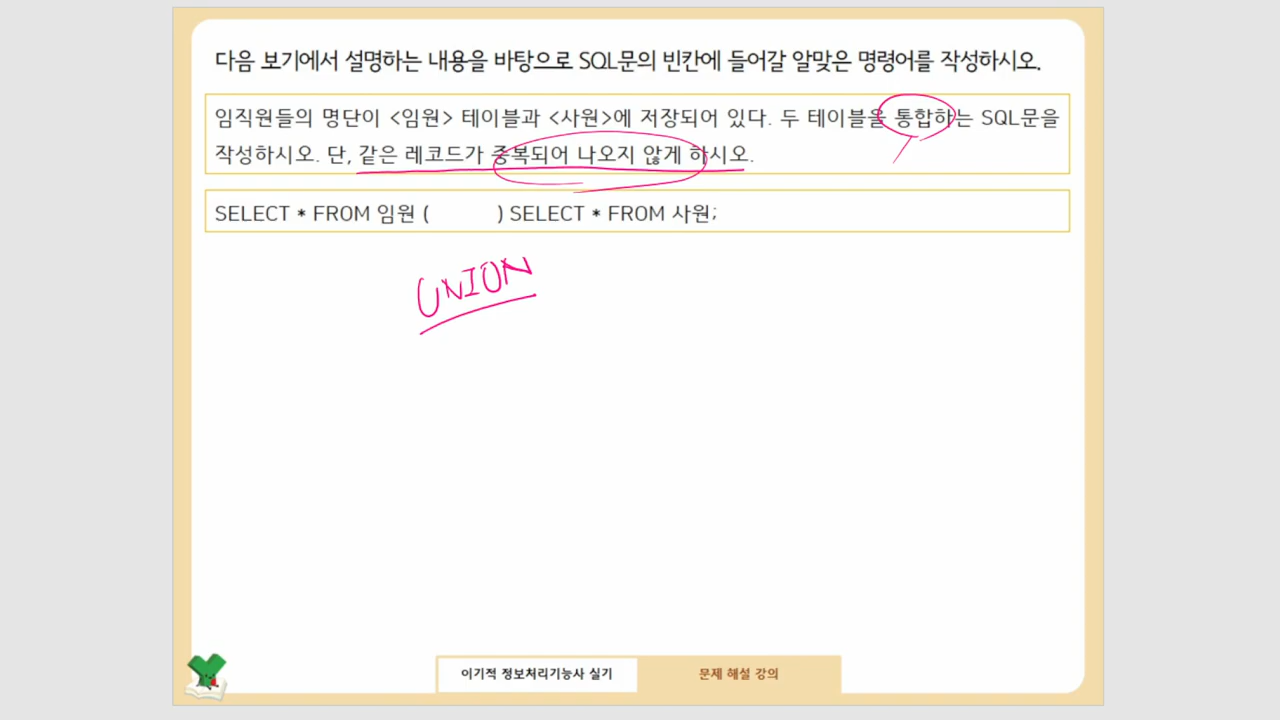 다음 보기에서 설명하는 내용을 바탕으로 SQL문의 빈칸에 들어갈 알맞은 명령어를 작성하시오.
임직원들의 명단이 <임원> 테이블과 <사원>에 저장되어 있다. 두 테이블을 통합하는 SQL문을
작성하시오. 단, 같은 레코드가 중복되어 나오지 않게 하시오.
SELECT * FROM 임원 ( ) SELECT * FROM 사원;
UNION
이기적 정보처리기능사 실기 문제 해설 강의